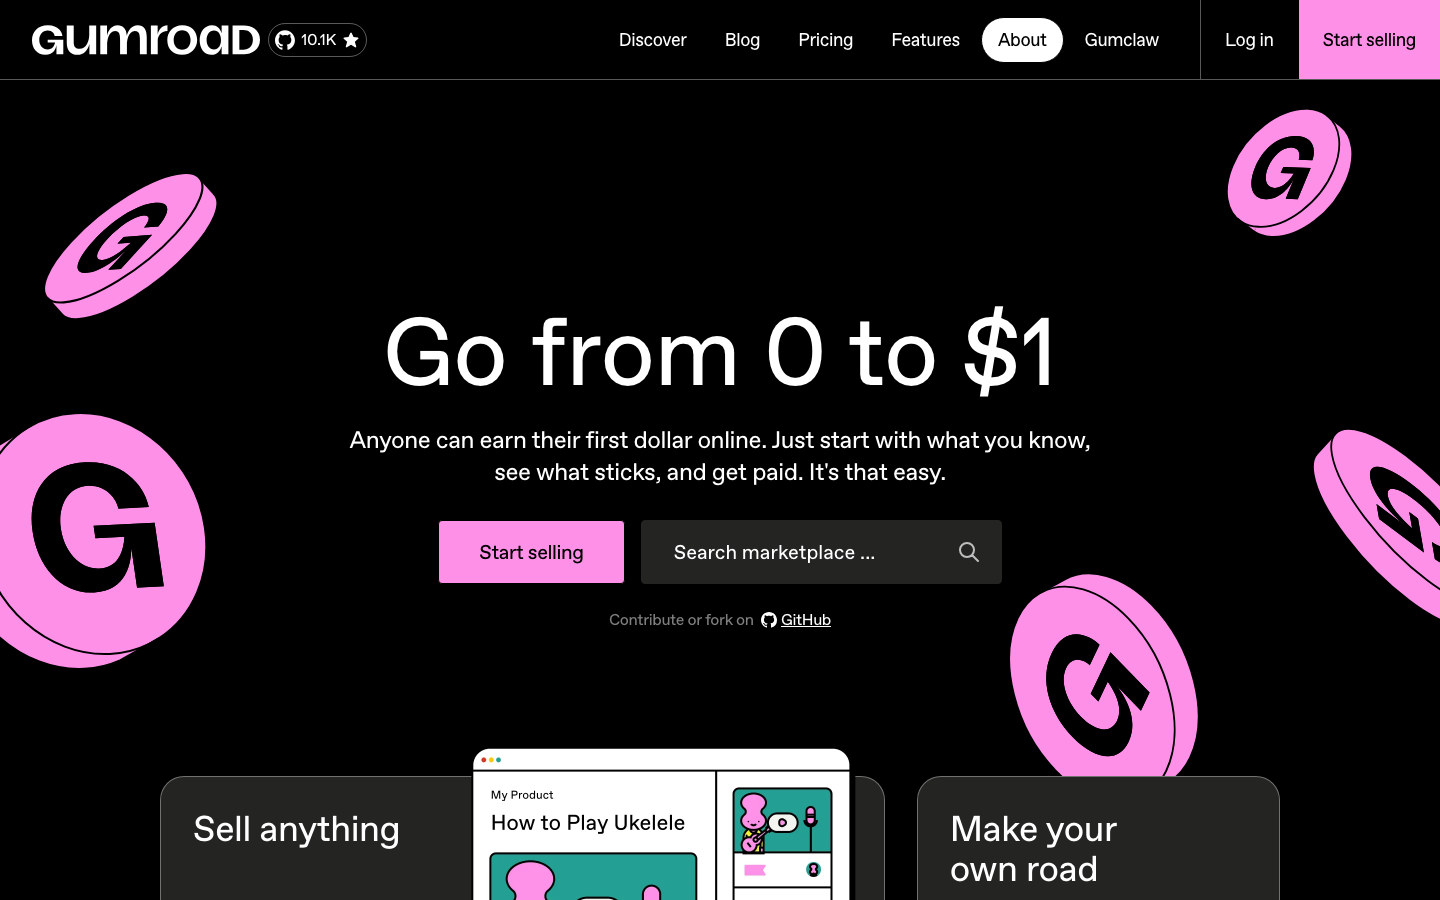 GUMROAD 10.1K Discover Blog Pricing Features About Gumclaw Log in Start selling
G
G
Go from 0 to $1
Anyone can earn their first dollar online. Just start with what you know,
see what sticks, and get paid. It's that easy.
G
G
Start selling Search marketplace ...
Contribute or fork on GitHub
G
My Product
How to Play Ukelele
Sell anything
Make your
own road